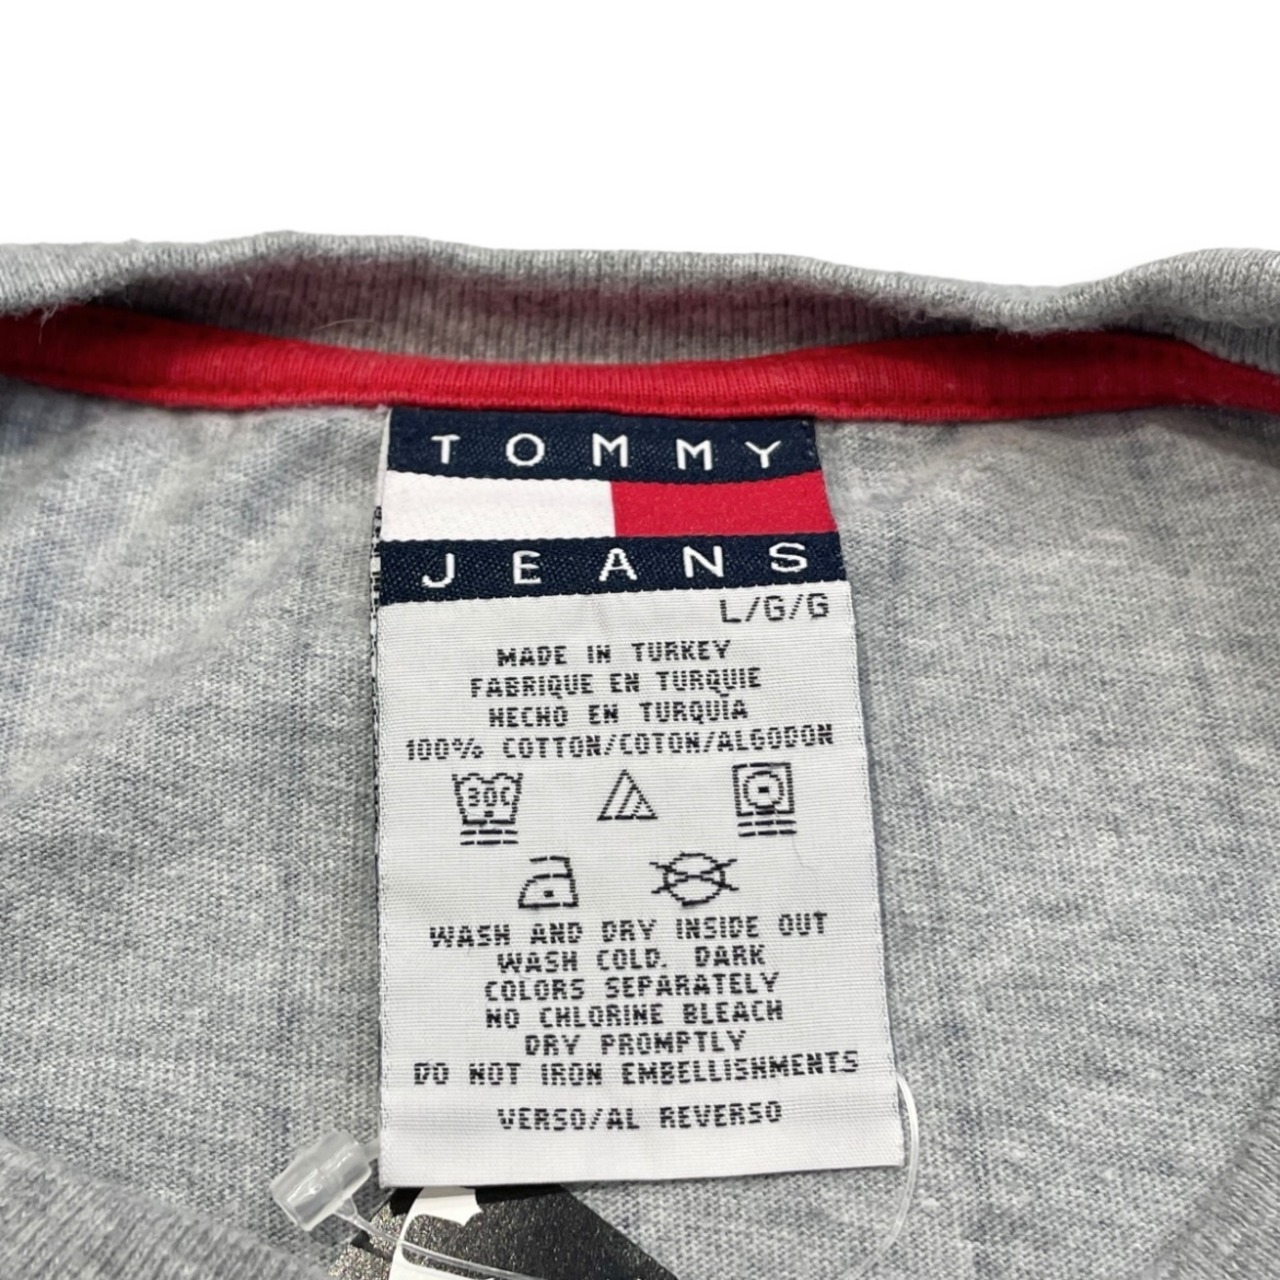 TOMMY
JEANS
L/G/G
MADE IN TURKEY
FABRIQUE EN TURQUIE
HECHO EN TURQUÏA
100% COTTON/COTON/ALGODON
30C
WASH AND DRY INSIDE OUT
WASH COLD. DARK
COLORS SEPARATELY
NO CHLORINE BLEACH
DRY PROMPTLY
DO NOT IRON EMBELLISHMENTS
VERSO/AL REVERSO